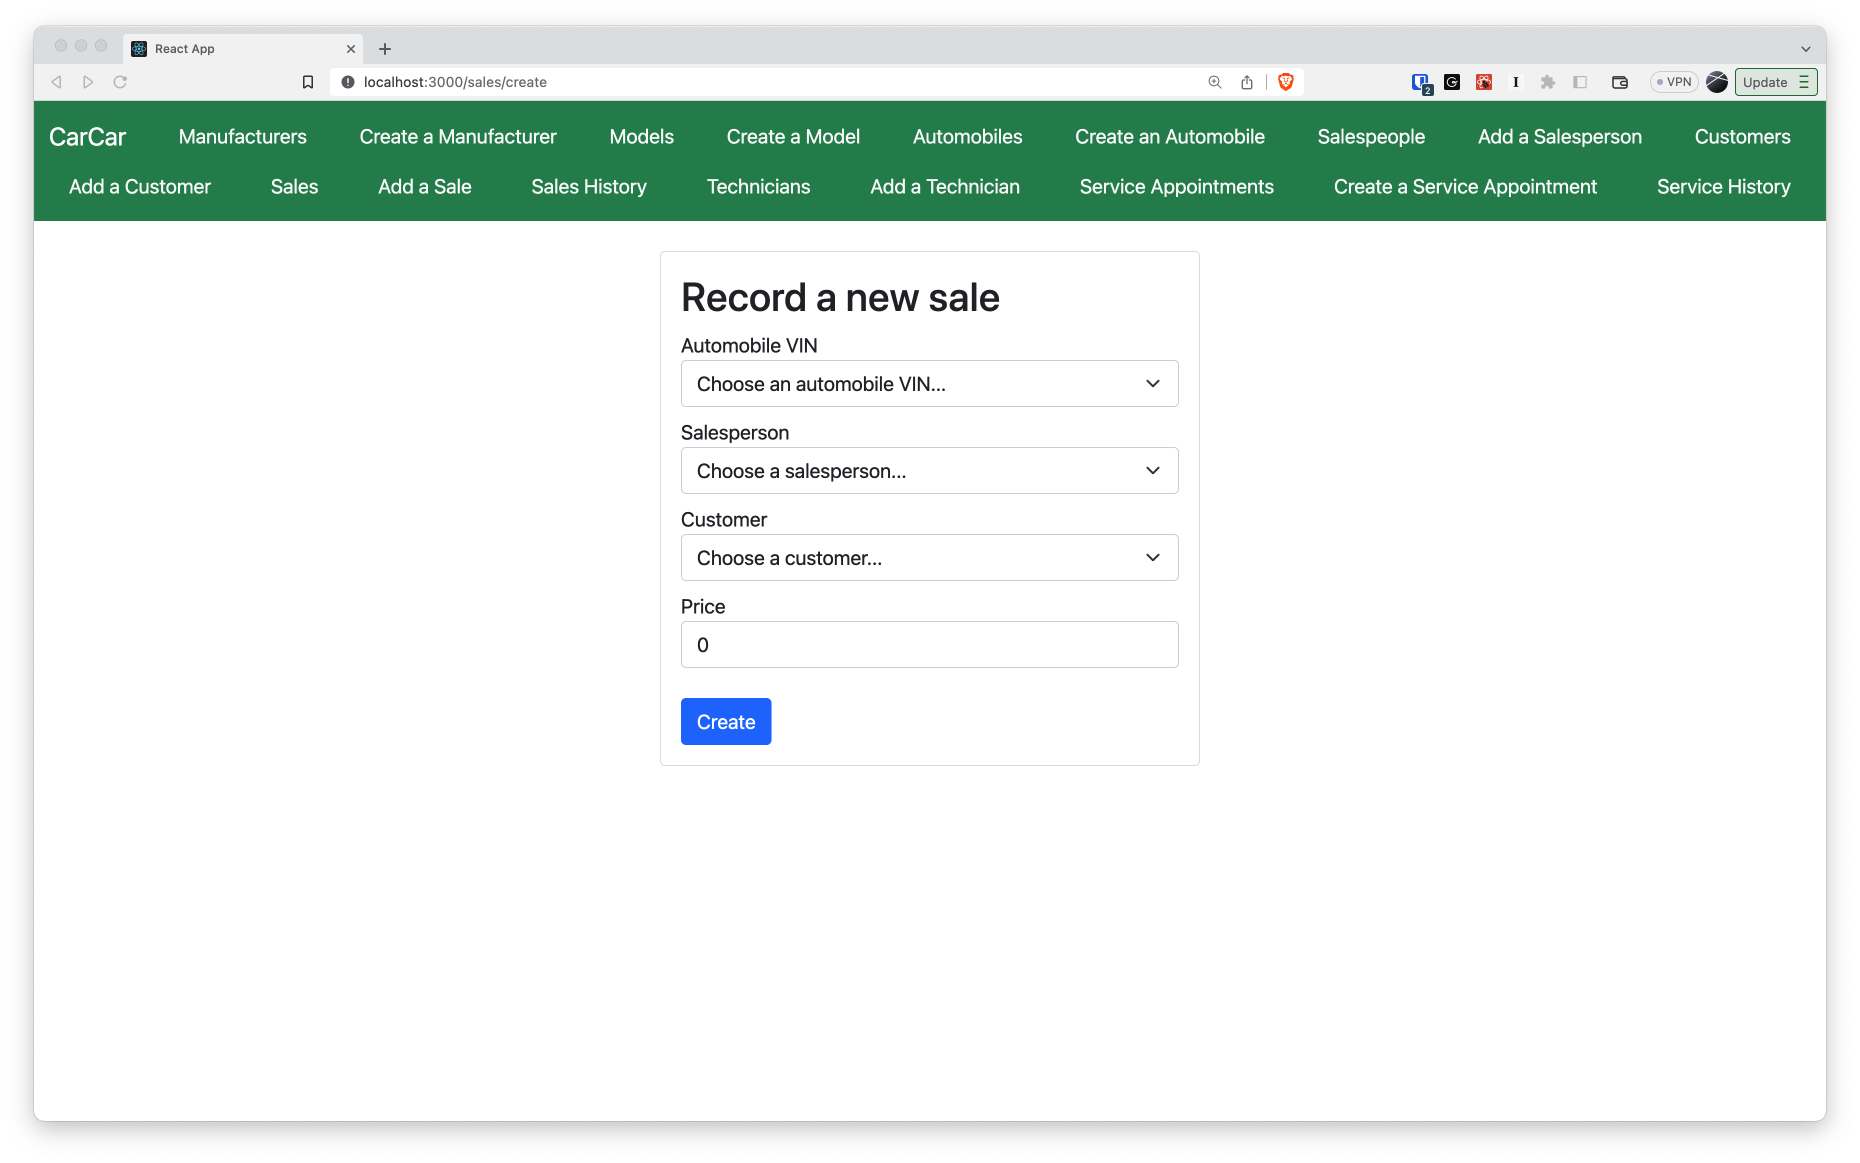 React App
localhost:3000/sales/create
2
G
I
VPN
Update
CarCar Manufacturers Create a Manufacturer Models Create a Model Automobiles Create an Automobile Salespeople Add a Salesperson Customers
Add a Customer Sales Add a Sale Sales History Technicians Add a Technician Service Appointments Create a Service Appointment Service History
Record a new sale
Automobile VIN
Choose an automobile VIN...
Salesperson
Choose a salesperson...
Customer
Choose a customer...
Price
0
Create